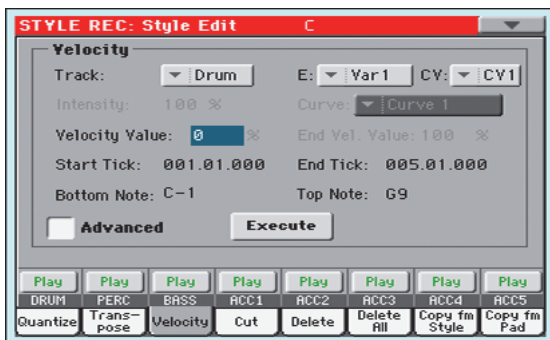 STYLE REC: Style Edit C
Velocity
Track: Drum E: Var1 CV: CV1
Intensity: 100 % Curve: Curve 1
Velocity Value: 0 % End Vel. Value: 100 %
Start Tick: 001.01.000 End Tick: 005.01.000
Bottom Note: C-1 Top Note: G9
Advanced Execute
Play Play Play Play Play Play Play Play
DRUM PERC BASS ACC1 ACC2 ACC3 ACC4 ACC5
Quantize Trans- Velocity Cut Delete Delete Copy fm Copy fm
pose All Style Pad